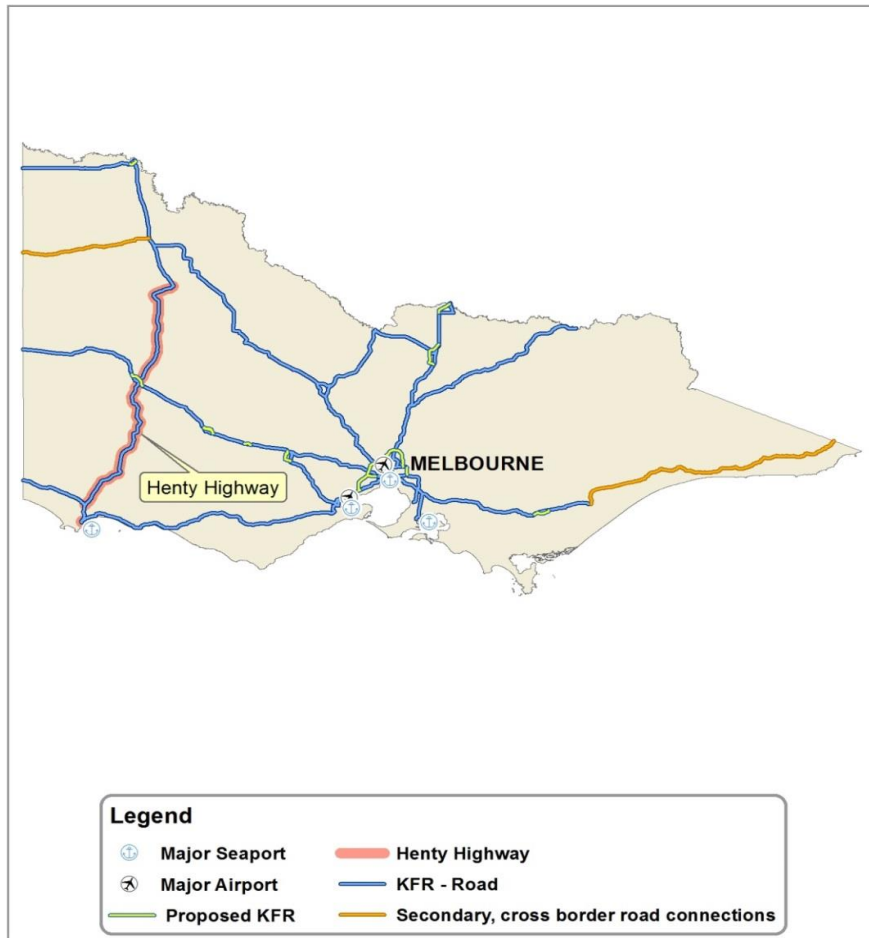 MELBOURNE
Henty Highway
Legend
Major Seaport
Henty Highway
Major Airport
KFR - Road
Proposed KFR
Secondary, cross border road connections